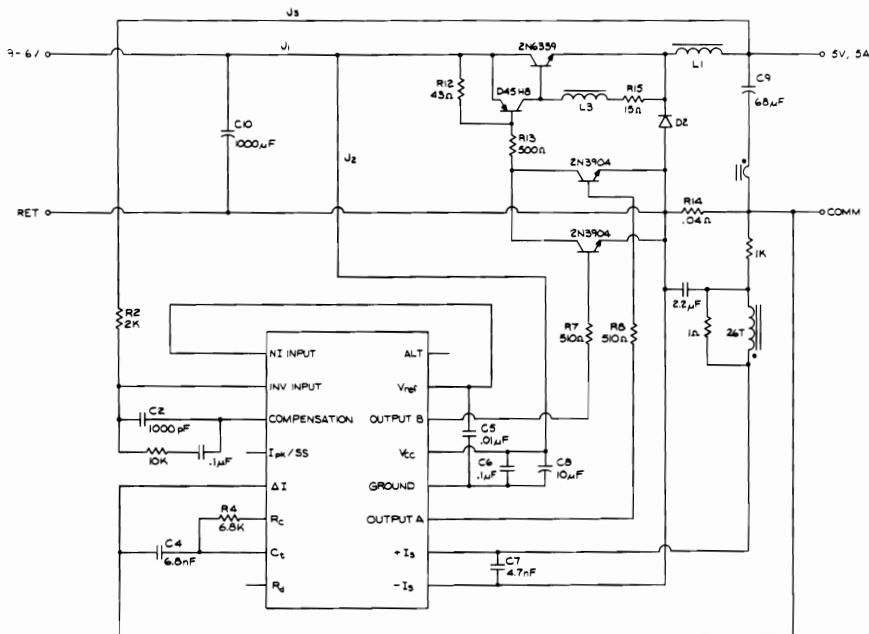 J3
J1
2N6359
L1
5V, 5A
R12
43Ω
D45H8
L3
R15
15Ω
C9
68µF
C10
1000µF
D2
R13
500Ω
J2
2N3904
RET
R14
.04Ω
COMM
2N3904
1K
2.2µF
R2
2K
R7
510Ω
R8
510Ω
1Ω
26T
NI INPUT
ALT
INV INPUT
Vref
C2
1000pF
COMPENSATION
OUTPUT B
C5
.01µF
10K
.1µF
Ipk/SS
Vcc
C6
.1µF
C8
10µF
ΔI
GROUND
R4
6.8K
Rc
OUTPUT A
C4
6.8nF
Ct
+Is
C7
4.7nF
Rd
-Is